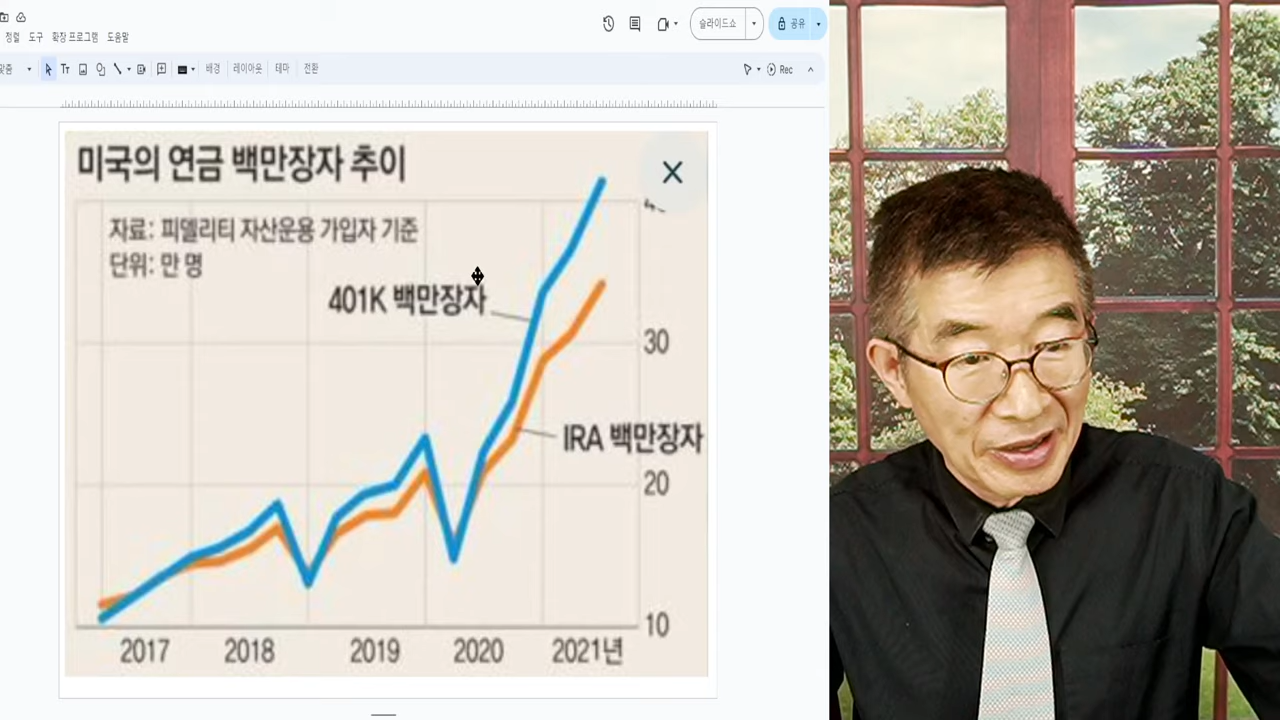 정렬 도구 확장 프로그램 도움말
슬라이드쇼
공유
맞춤
배경 레이아웃 테마 전환
Rec
미국의 연금 백만장자 추이
자료: 피델리티 자산운용 가입자 기준
단위: 만 명
401K 백만장자
30
IRA 백만장자
20
10
2017 2018 2019 2020 2021년